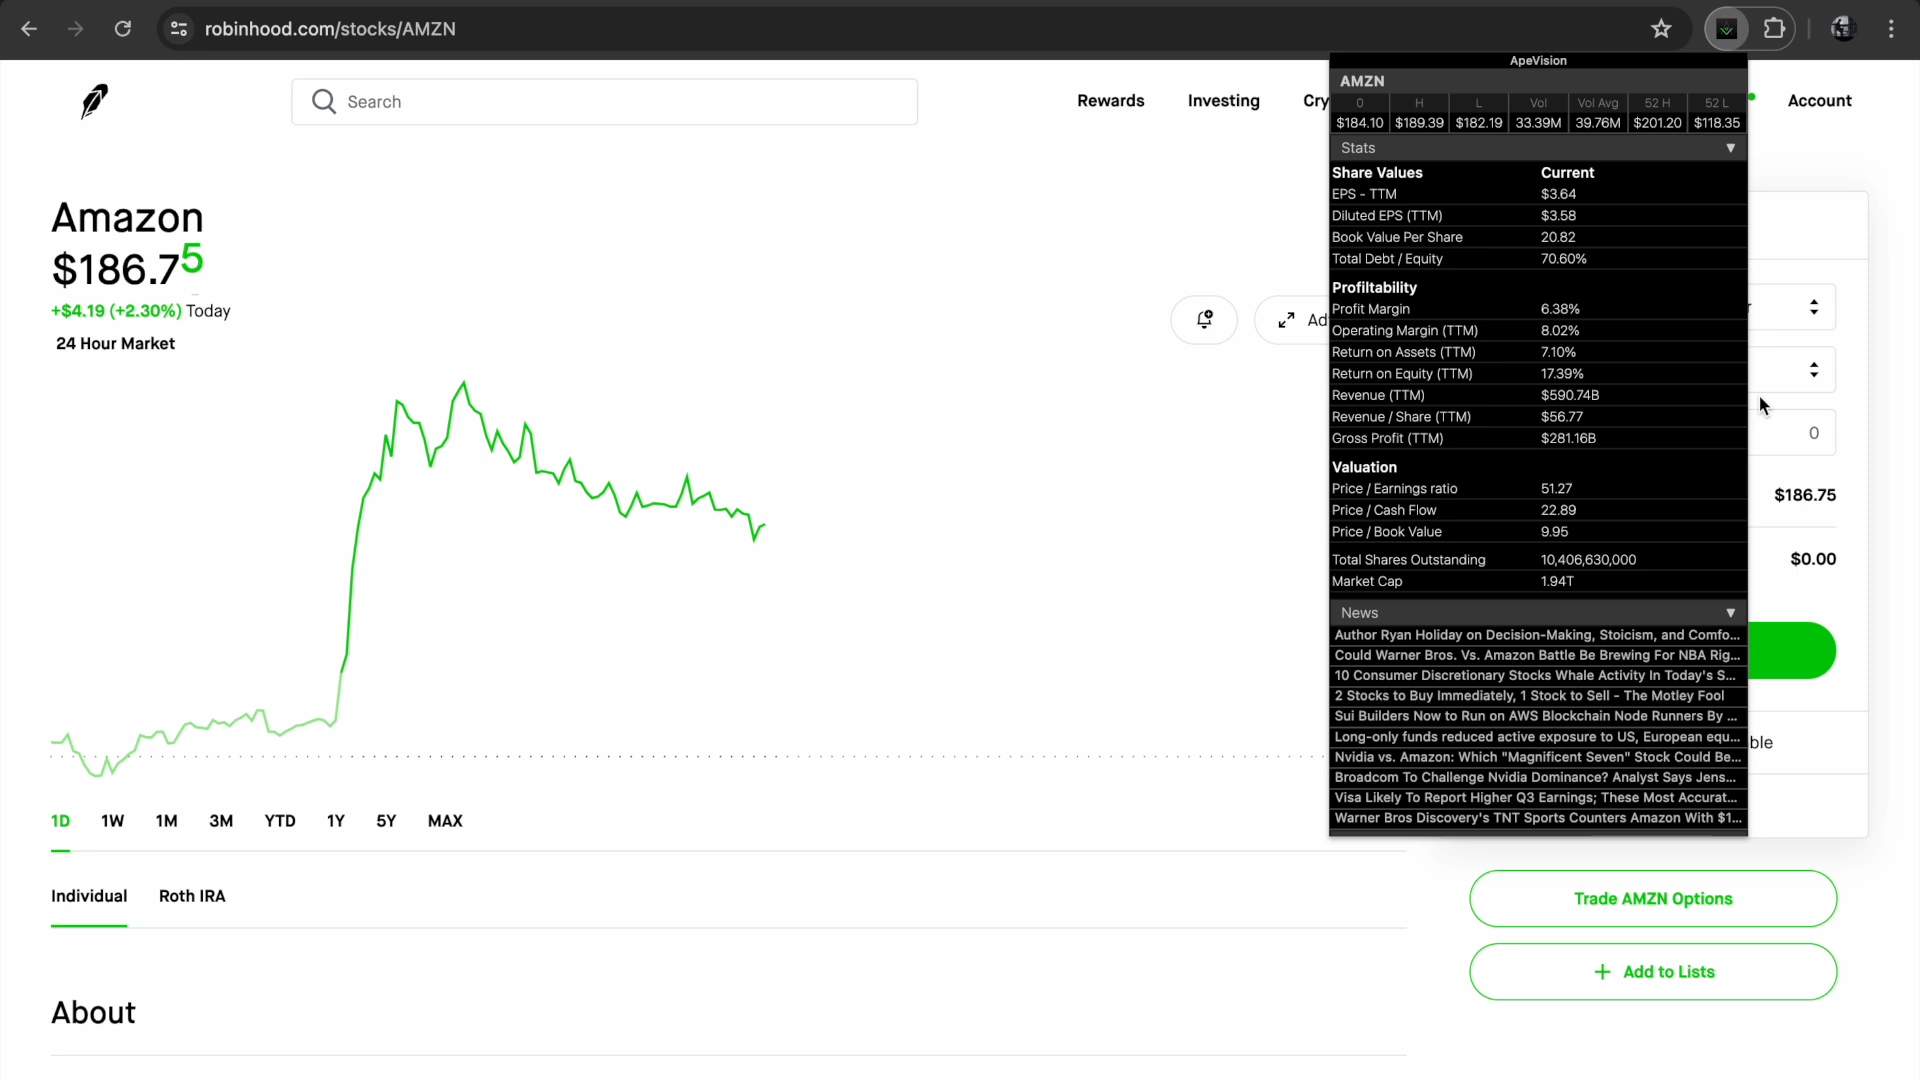 robinhood.com/stocks/AMZN
ApeVision
Search
Rewards
Investing
Cry
Account
AMZN
O H L Vol Vol Avg 52 H 52 L
$184.10 $189.39 $182.19 33.39M 39.76M $201.20 $118.35
Stats ▼
Amazon
$186.75
+$4.19 (+2.30%) Today
24 Hour Market
Ad
Share Values Current
EPS - TTM $3.64
Diluted EPS (TTM) $3.58
Book Value Per Share 20.82
Total Debt / Equity 70.60%
Profiltability
Profit Margin 6.38%
Operating Margin (TTM) 8.02%
Return on Assets (TTM) 7.10%
Return on Equity (TTM) 17.39%
Revenue (TTM) $590.74B
Revenue / Share (TTM) $56.77
Gross Profit (TTM) $281.16B
Valuation
Price / Earnings ratio 51.27
Price / Cash Flow 22.89
Price / Book Value 9.95
Total Shares Outstanding 10,406,630,000
Market Cap 1.94T
News ▼
Author Ryan Holiday on Decision-Making, Stoicism, and Comfo...
Could Warner Bros. Vs. Amazon Battle Be Brewing For NBA Rig...
10 Consumer Discretionary Stocks Whale Activity In Today's S...
2 Stocks to Buy Immediately, 1 Stock to Sell - The Motley Fool
Sui Builders Now to Run on AWS Blockchain Node Runners By ...
Long-only funds reduced active exposure to US, European equ...
Nvidia vs. Amazon: Which "Magnificent Seven" Stock Could Be...
Broadcom To Challenge Nvidia Dominance? Analyst Says Jens...
Visa Likely To Report Higher Q3 Earnings; These Most Accurat...
Warner Bros Discovery's TNT Sports Counters Amazon With $1...
r
0
$186.75
$0.00
ble
1D 1W 1M 3M YTD 1Y 5Y MAX
Individual Roth IRA
Trade AMZN Options
+ Add to Lists
About